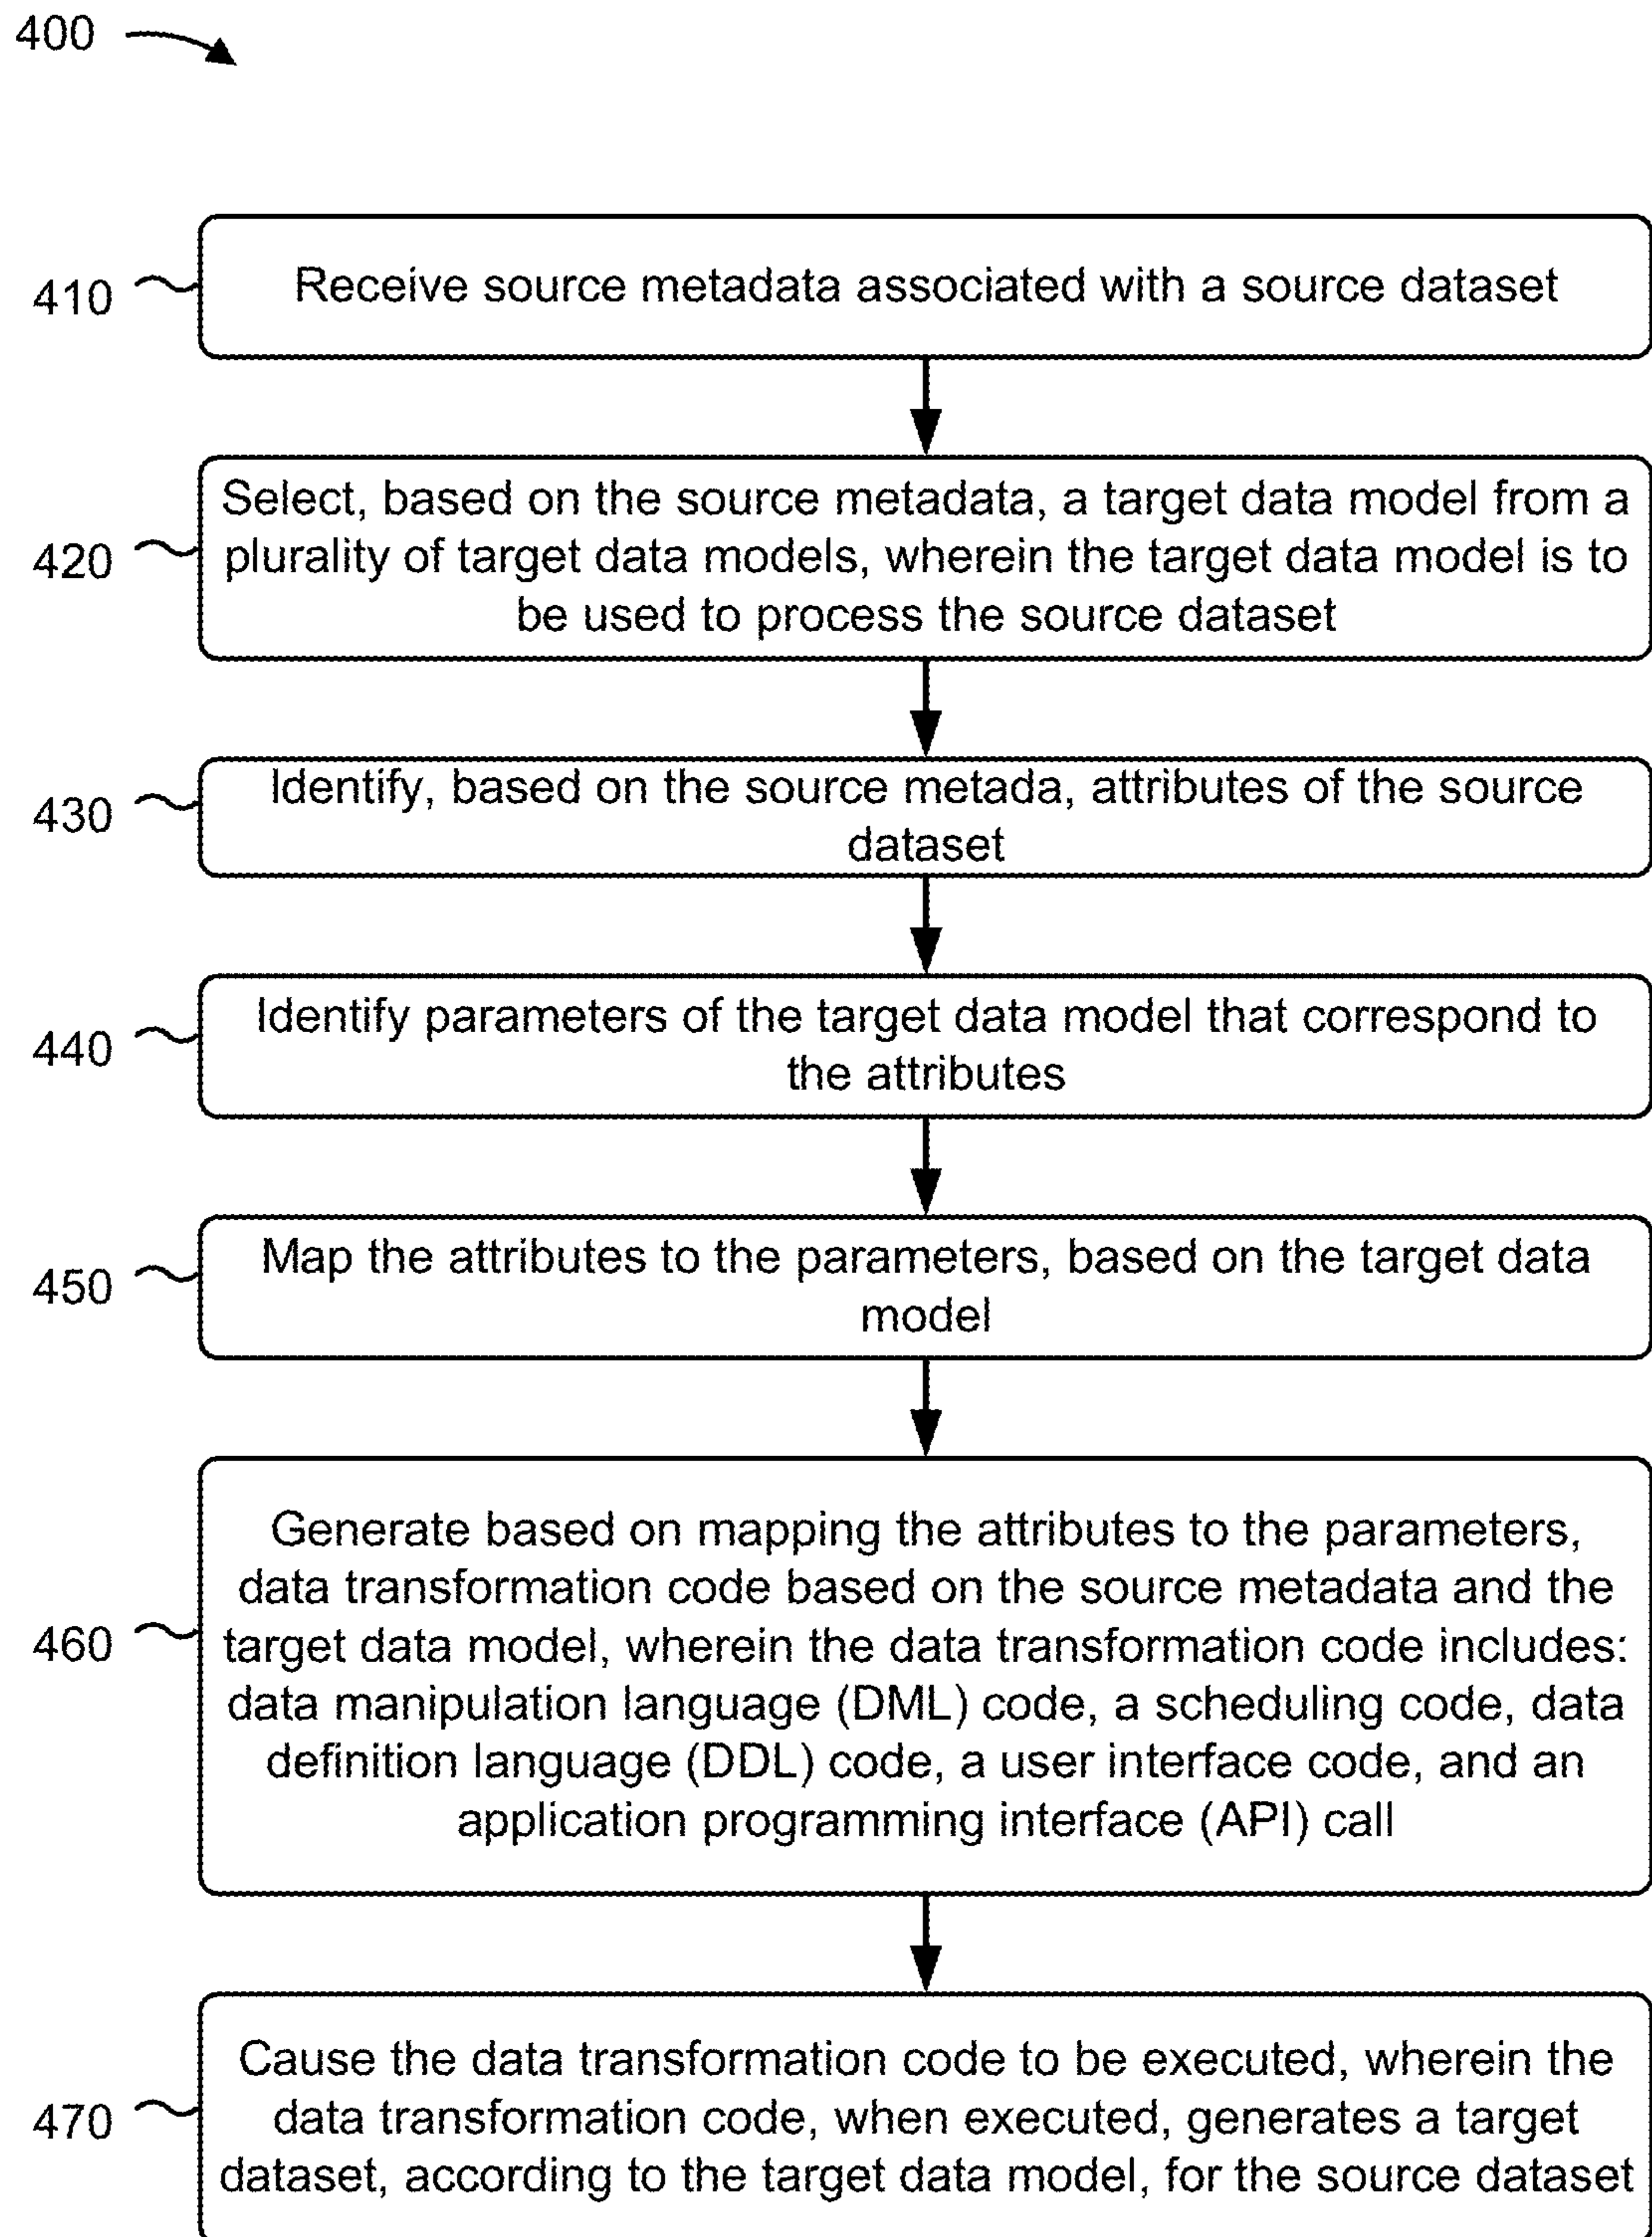 400
410
Receive source metadata associated with a source dataset
420
Select, based on the source metadata, a target data model from a
plurality of target data models, wherein the target data model is to
be used to process the source dataset
430
Identify, based on the source metada, attributes of the source
dataset
440
Identify parameters of the target data model that correspond to
the attributes
450
Map the attributes to the parameters, based on the target data
model
460
Generate based on mapping the attributes to the parameters,
data transformation code based on the source metadata and the
target data model, wherein the data transformation code includes:
data manipulation language (DML) code, a scheduling code, data
definition language (DDL) code, a user interface code, and an
application programming interface (API) call
470
Cause the data transformation code to be executed, wherein the
data transformation code, when executed, generates a target
dataset, according to the target data model, for the source dataset